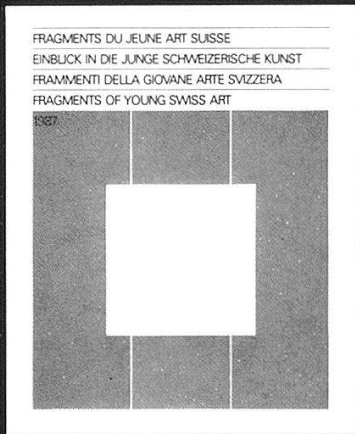 FRAGMENTS DU JEUNE ART SUISSE
EINBLICK IN DIE JUNGE SCHWEIZERISCHE KUNST
FRAMMENTI DELLA GIOVANE ARTE SVIZZERA
FRAGMENTS OF YOUNG SWISS ART
1987